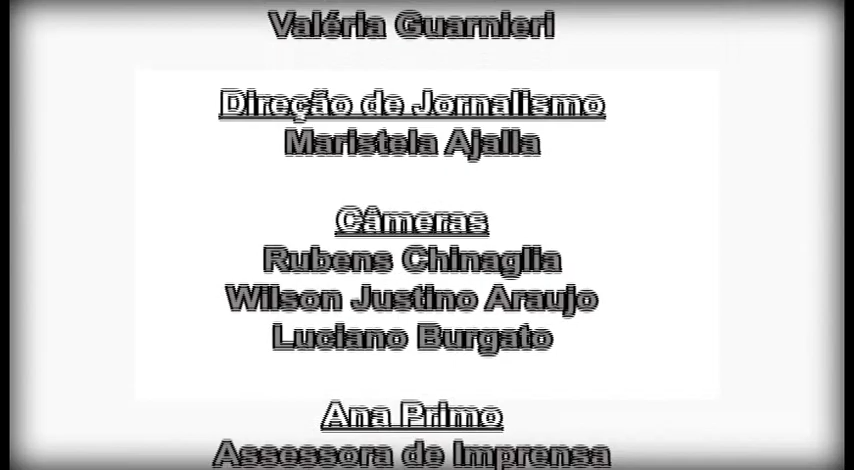 Valéria Guarnieri
Direção de Jornalismo
Maristela Ajalla
Câmeras
Rubens Chinaglia
Wilson Justino Araujo
Luciano Burgato
Ana Primo
Assessora de Imprensa